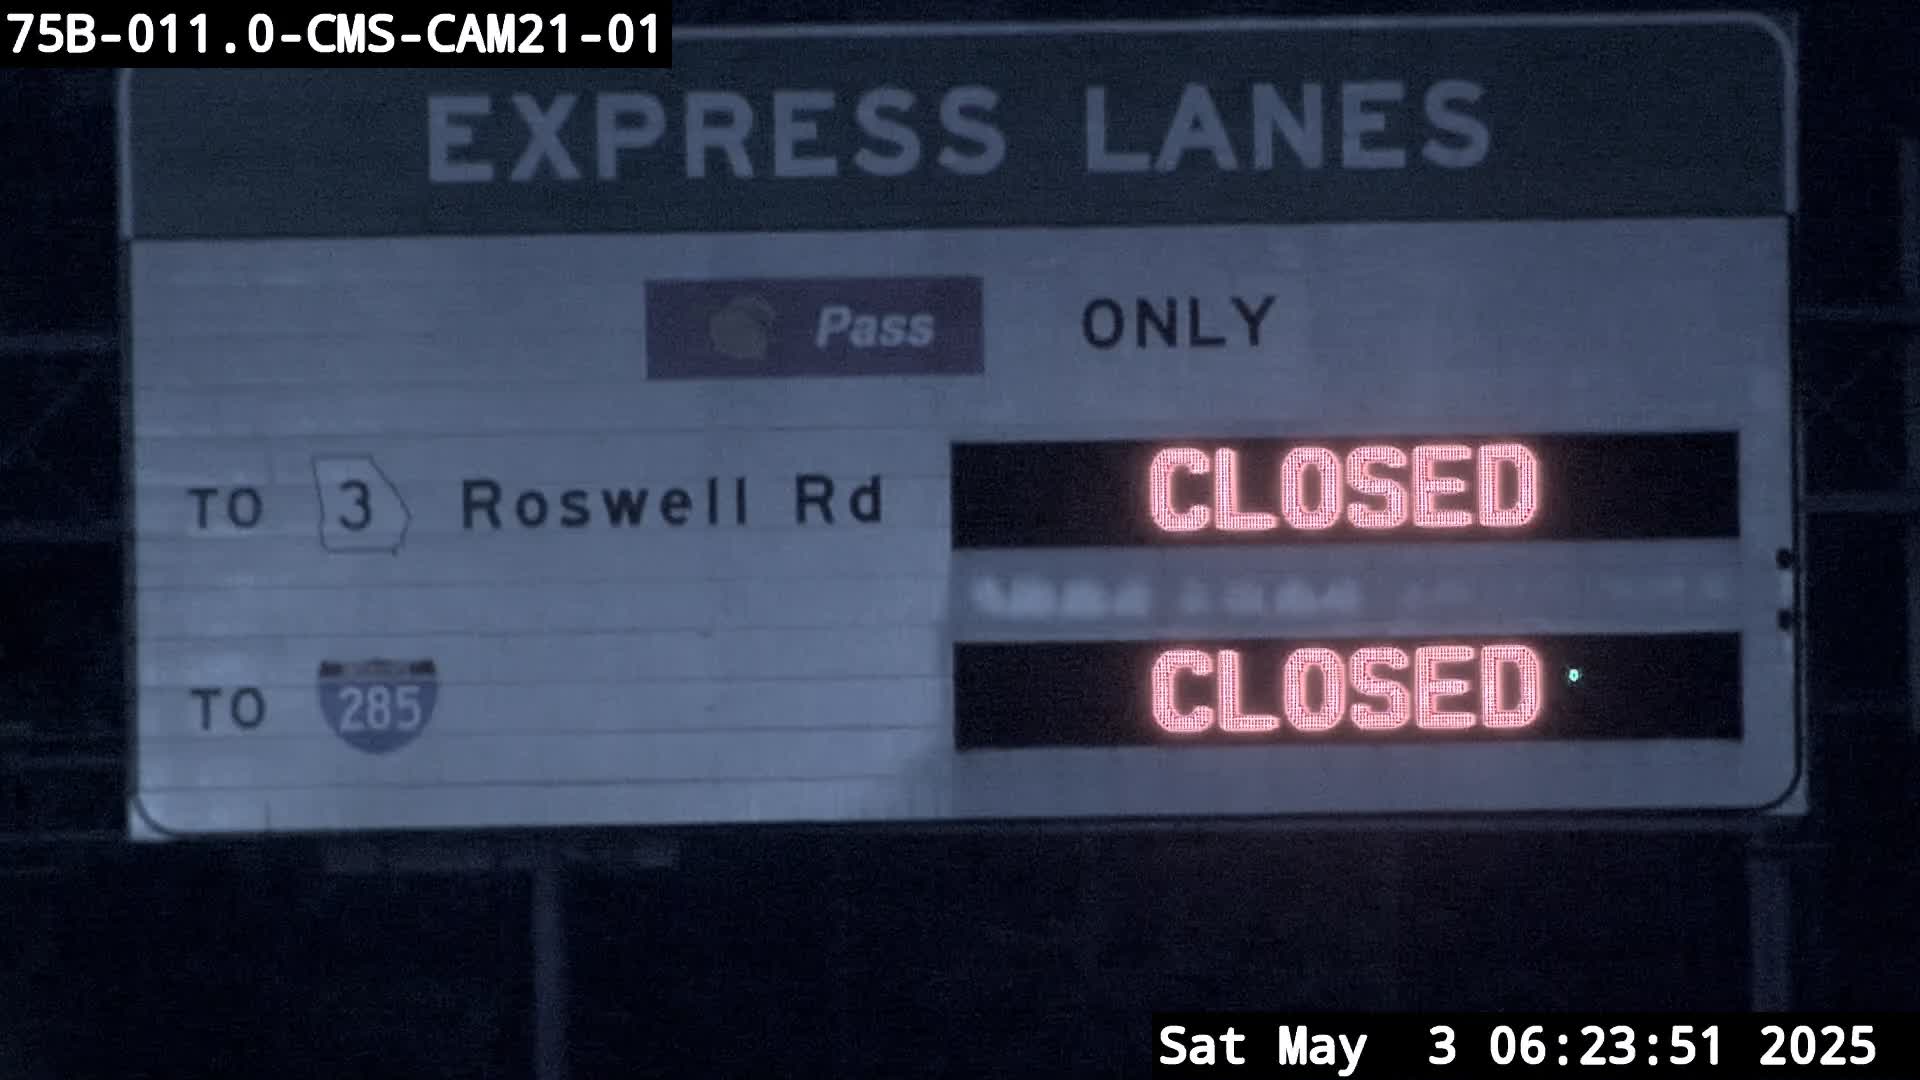 75B-011.0-CMS-CAM21-01
EXPRESS LANES
Pass ONLY
TO 3 Roswell Rd CLOSED
TO 285 CLOSED
Sat May 3 06:23:51 2025